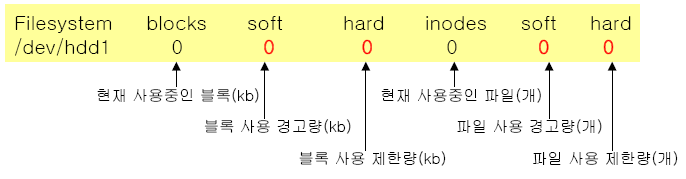 Filesystem blocks soft hard inodes soft hard
/dev/hdd1 0 0 0 0 0 0
현재 사용중인 블록(kb) 현재 사용중인 파일(개)
블록 사용 경고량(kb) 파일 사용 경고량(개)
블록 사용 제한량(kb) 파일 사용 제한량(개)